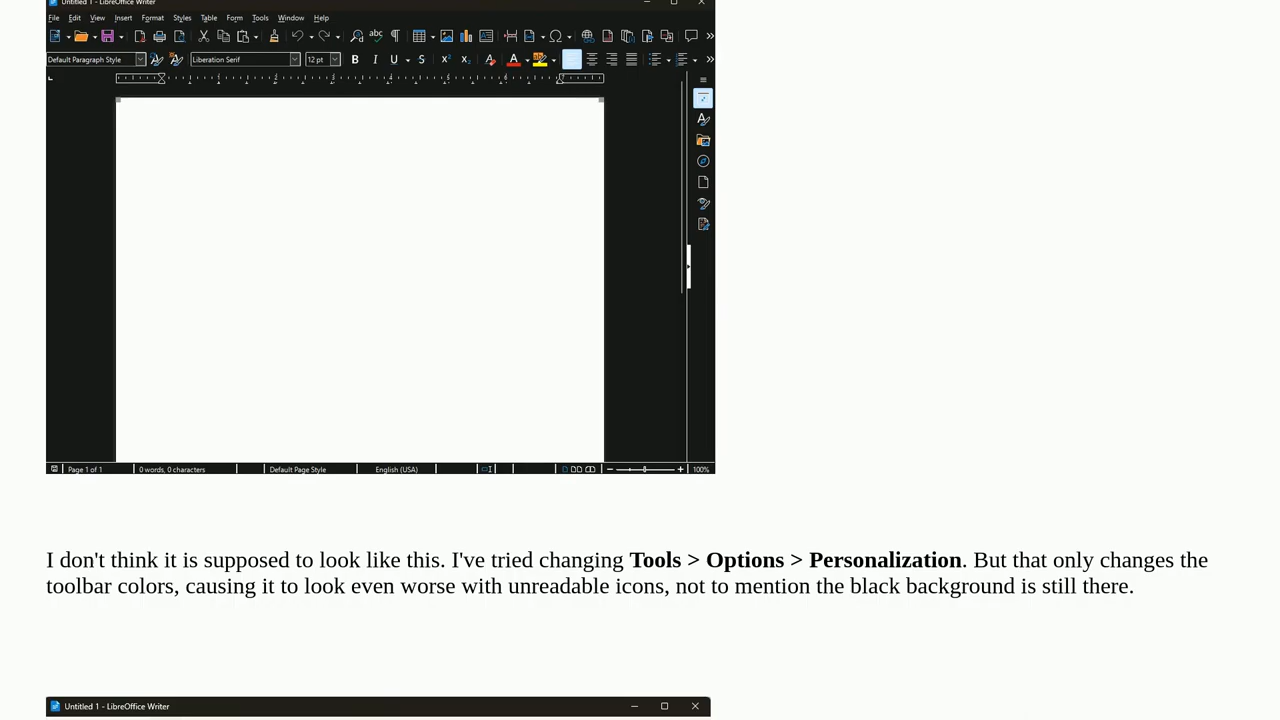 Untitled 1 - LibreOffice Writer
File Edit View Insert Format Styles Table Form Tools Window Help
Default Paragraph Style Liberation Serif 12 pt B I U S X² X₂ A A
Page 1 of 1 0 words, 0 characters Default Page Style English (USA) 100%
I don't think it is supposed to look like this. I've tried changing Tools > Options > Personalization. But that only changes the
toolbar colors, causing it to look even worse with unreadable icons, not to mention the black background is still there.
Untitled 1 - LibreOffice Writer